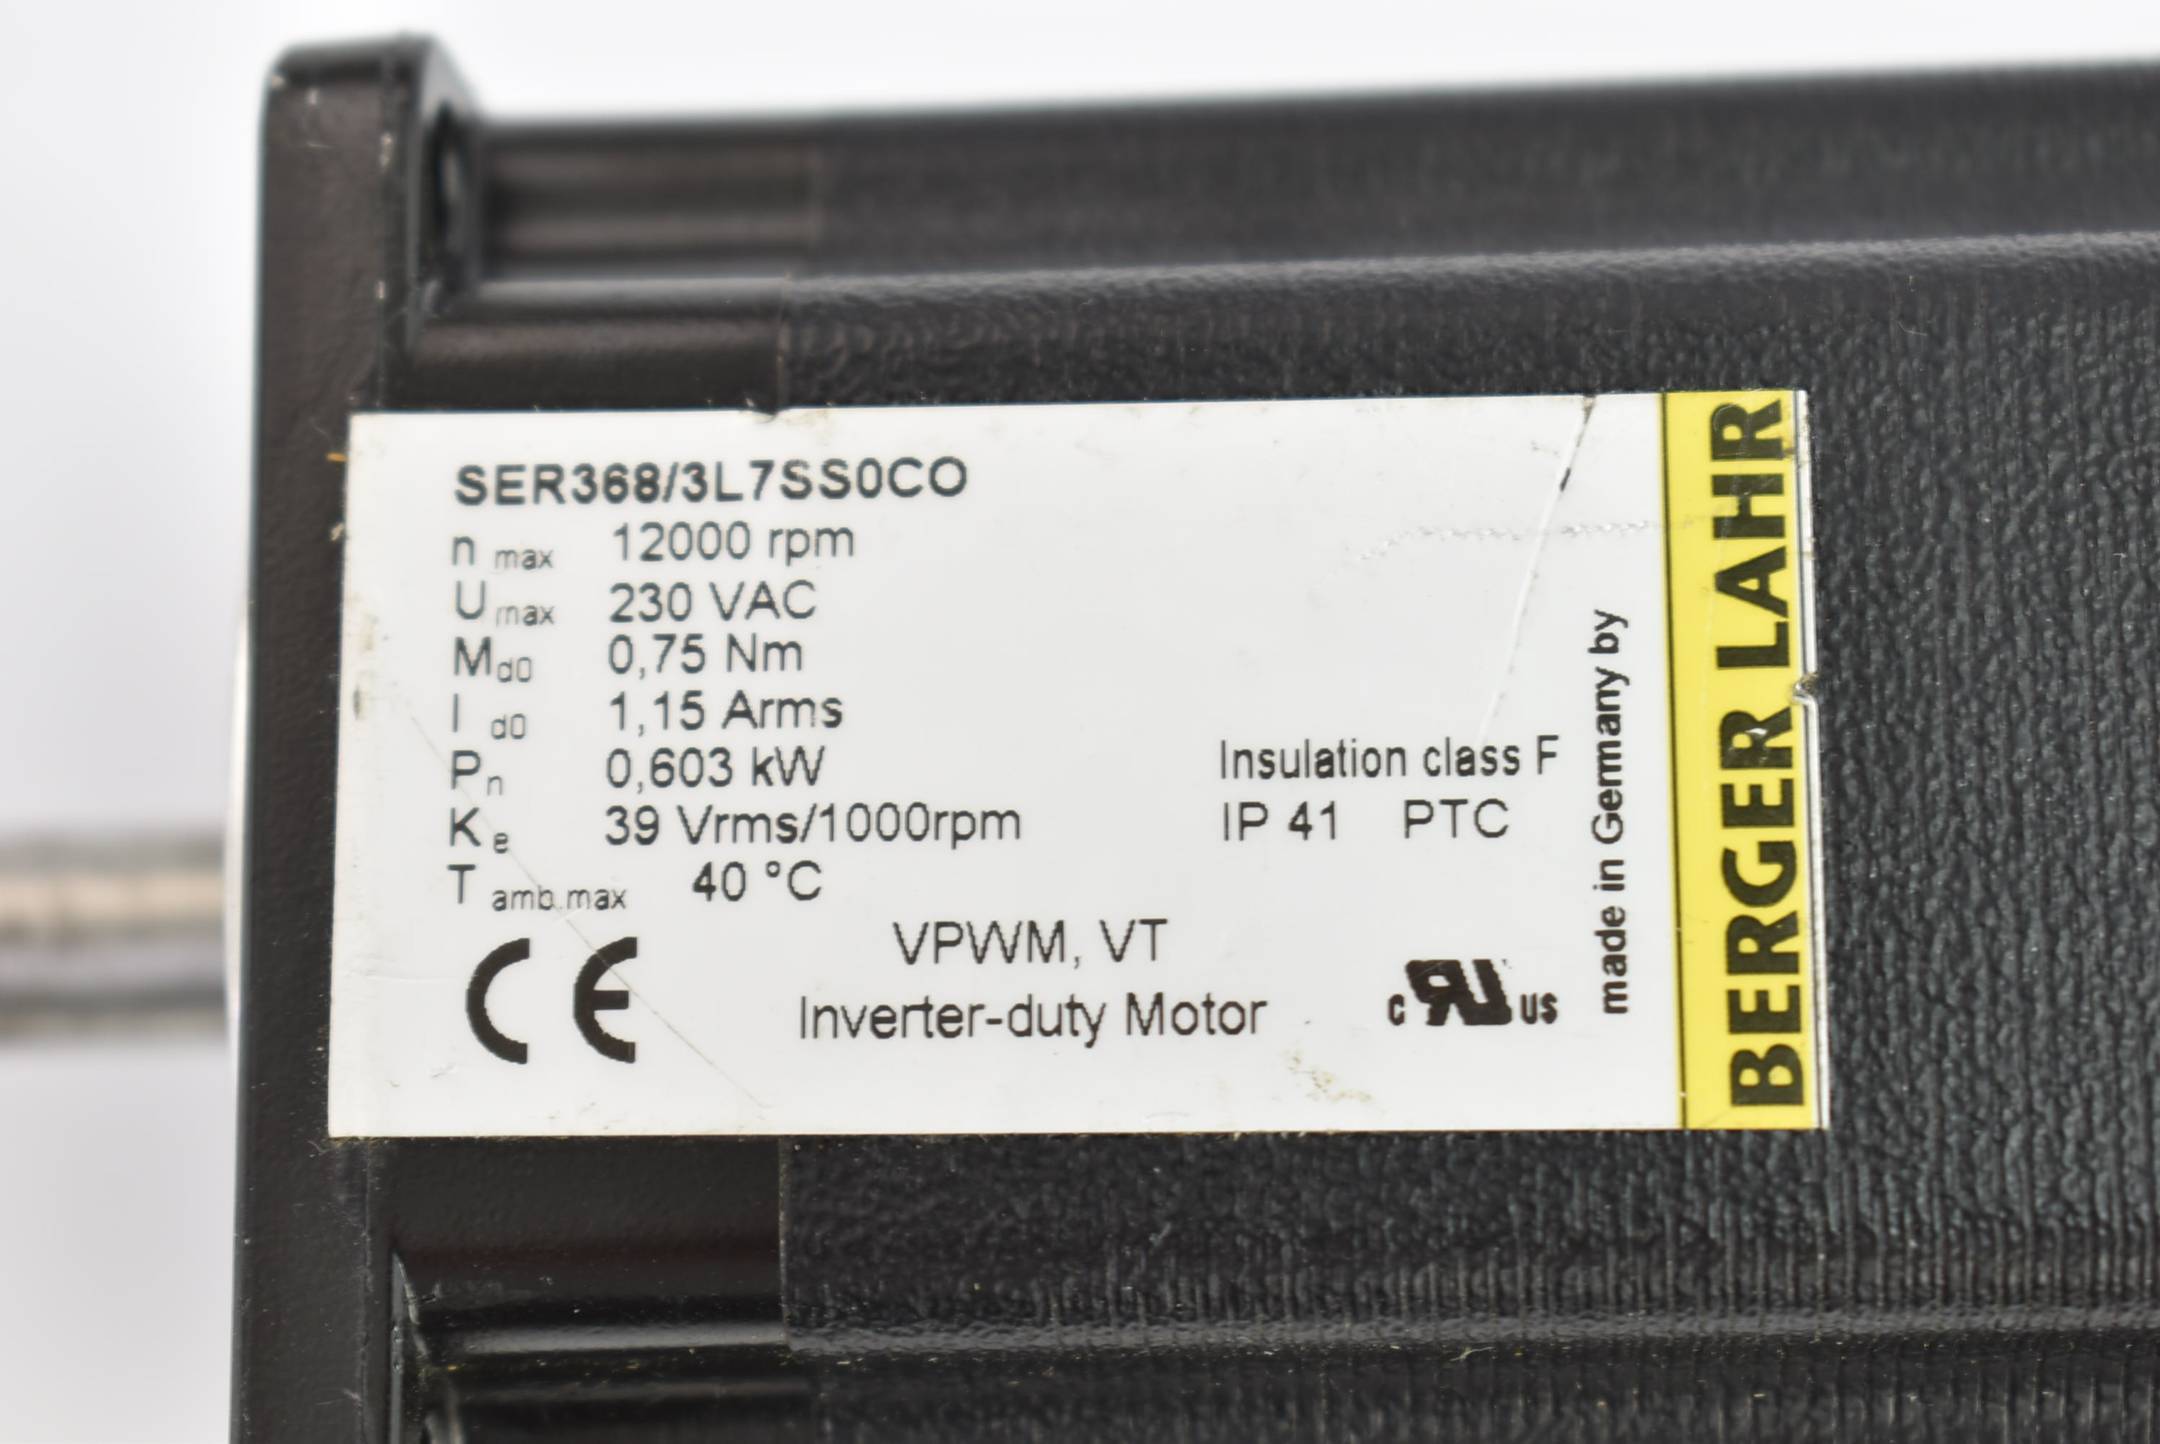 SER368/3L7SS0CO
n max 12000 rpm
U max 230 VAC
Md0 0,75 Nm
I d0 1,15 Arms
Pn 0,603 kW
Ke 39 Vrms/1000rpm
T amb.max 40 °C
Insulation class F
IP 41 PTC
VPWM, VT
Inverter-duty Motor
CE
c RU us
made in Germany by
BERGER LAHR